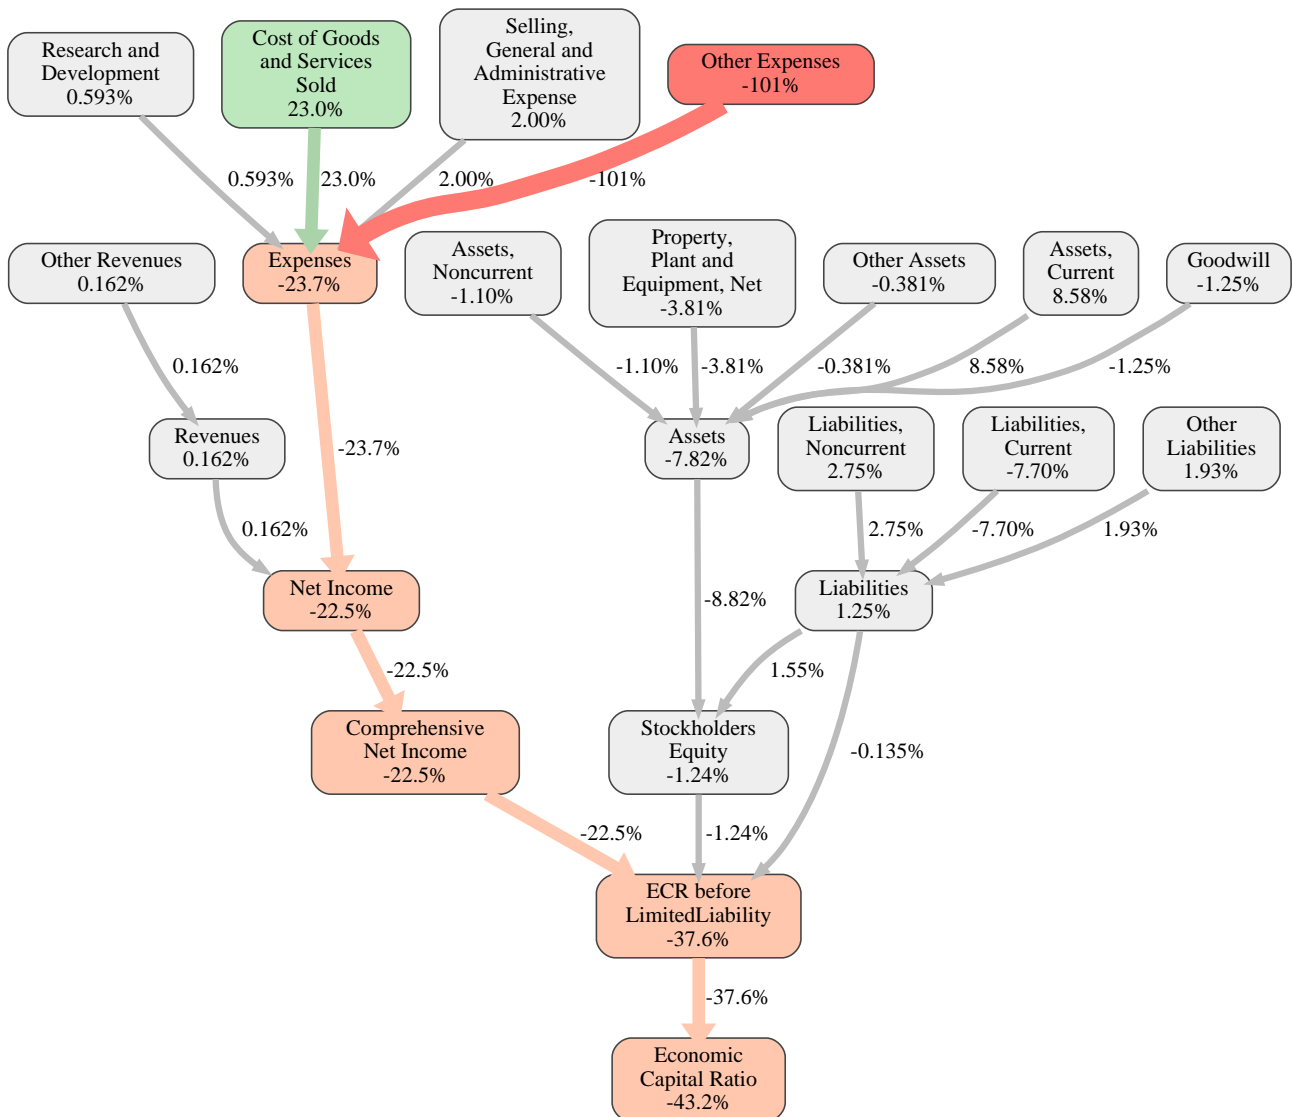 Research and
Development
0.593%
Cost of Goods
and Services
Sold
23.0%
Selling,
General and
Administrative
Expense
2.00%
Other Expenses
-101%
0.593%
23.0%
2.00%
-101%
Other Revenues
0.162%
Expenses
-23.7%
Assets,
Noncurrent
-1.10%
Property,
Plant and
Equipment, Net
-3.81%
Other Assets
-0.381%
Assets,
Current
8.58%
Goodwill
-1.25%
0.162%
-1.10%
-3.81%
-0.381%
8.58%
-1.25%
Revenues
0.162%
-23.7%
Assets
-7.82%
Liabilities,
Noncurrent
2.75%
Liabilities,
Current
-7.70%
Other
Liabilities
1.93%
0.162%
2.75%
-7.70%
1.93%
Net Income
-22.5%
-8.82%
Liabilities
1.25%
-22.5%
1.55%
Comprehensive
Net Income
-22.5%
Stockholders
Equity
-1.24%
-0.135%
-22.5%
-1.24%
ECR before
LimitedLiability
-37.6%
-37.6%
Economic
Capital Ratio
-43.2%